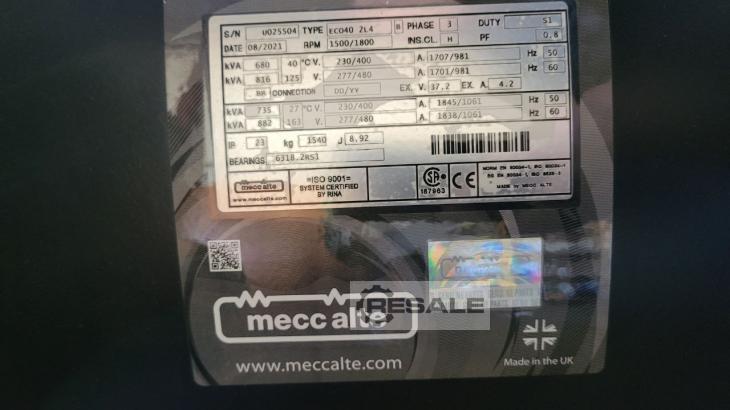 S/N U025504 TYPE ECO40 2L4 B PHASE 3 DUTY S1
DATE 08/2021 RPM 1500/1800 INS.CL. H PF 0.8
kVA 680 40 °C V. 230/400 A. 1707/981 Hz 50
kVA 816 125 V. 277/480 A. 1701/981 Hz 60
BR CONNECTION DD/YY EX. V. 37.2 EX. A. 4.2
kVA 735 27 °C V. 230/400 A. 1845/1061 Hz 50
kVA 882 163 V. 277/480 A. 1838/1061 Hz 60
IP 23 kg 1540 J 8.92
BEARINGS 6318.2RS1
mecc alte
www.meccalte.com
=ISO 9001=
SYSTEM CERTIFIED
BY RINA
187963
CE
MADE BY MECC ALTE
RESALE
mecc alte
www.meccalte.com
Made in the UK